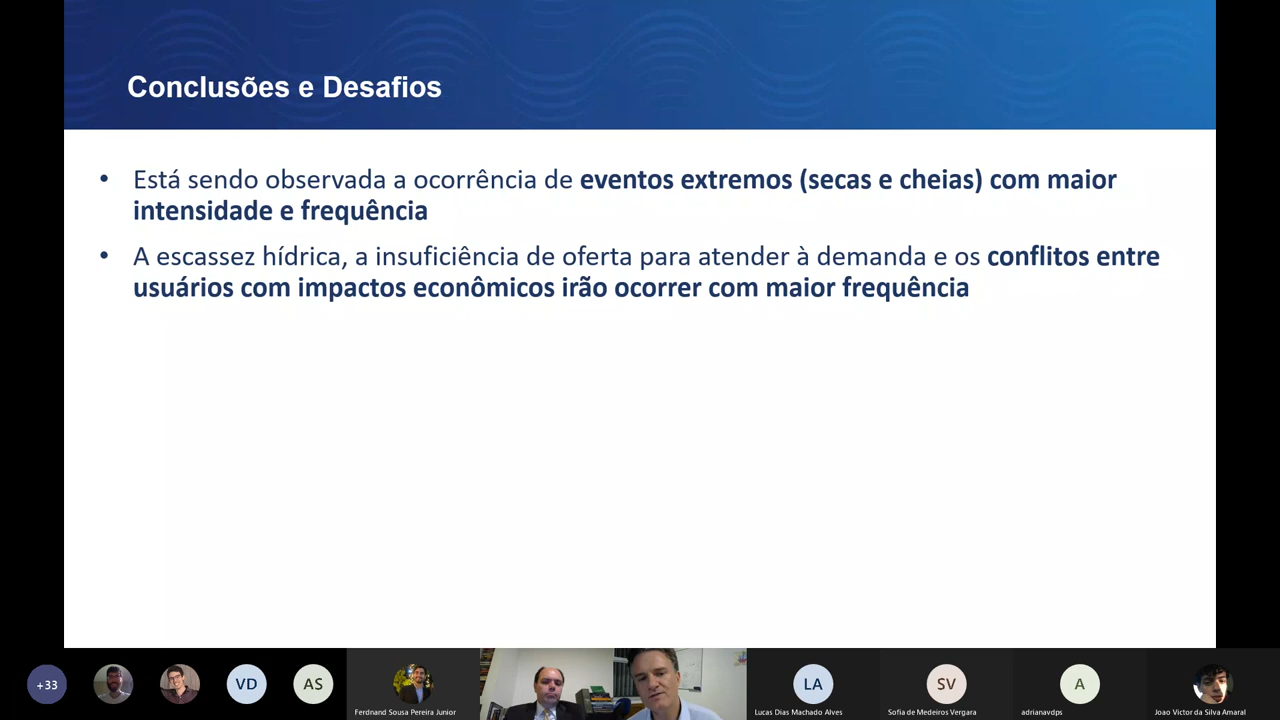 Conclusões e Desafios
• Está sendo observada a ocorrência de eventos extremos (secas e cheias) com maior
intensidade e frequência
• A escassez hídrica, a insuficiência de oferta para atender à demanda e os conflitos entre
usuários com impactos econômicos irão ocorrer com maior frequência
+33
VD
AS
LA
SV
A
Ferdnand Sousa Pereira Junior
Lucas Dias Machado Alves
Sofia de Medeiros Vergara
adrianavdps
Joao Victor da Silva Amaral